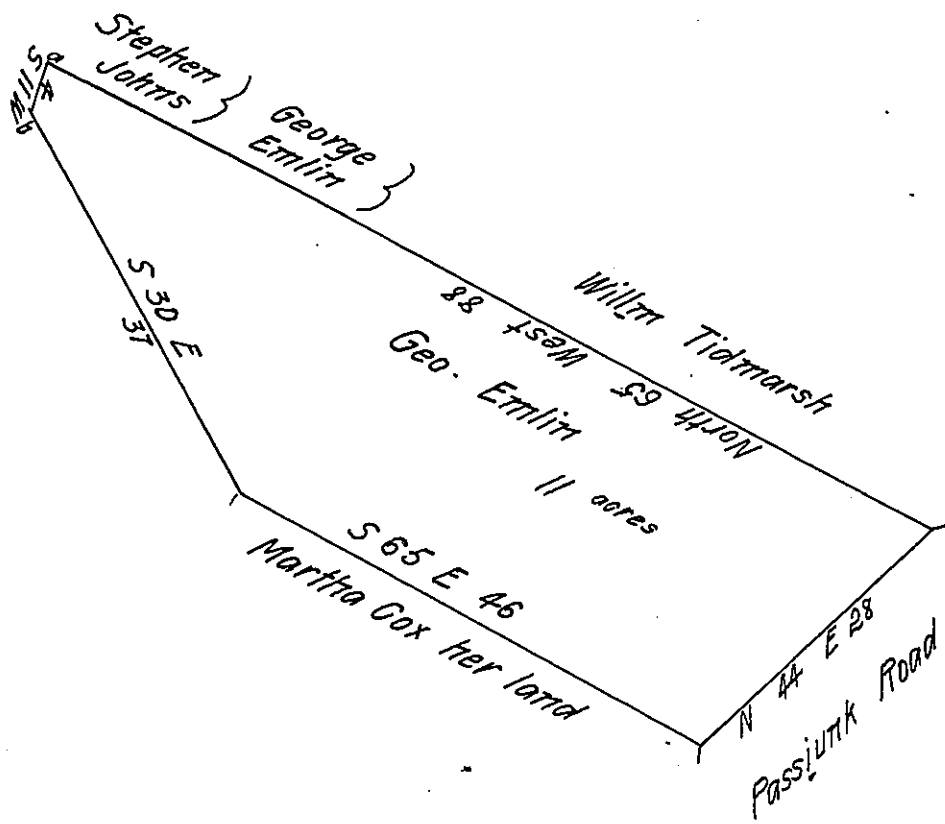 Stephen
Johns
George
Emlin
a
S 11 W
4
b
Willm Tidmarsh
North 65 West 88
Geo. Emlin
11 acres
S 30 E
37
S 65 E 46
Martha Cox her land
N 44 E 28
Passiunk Road